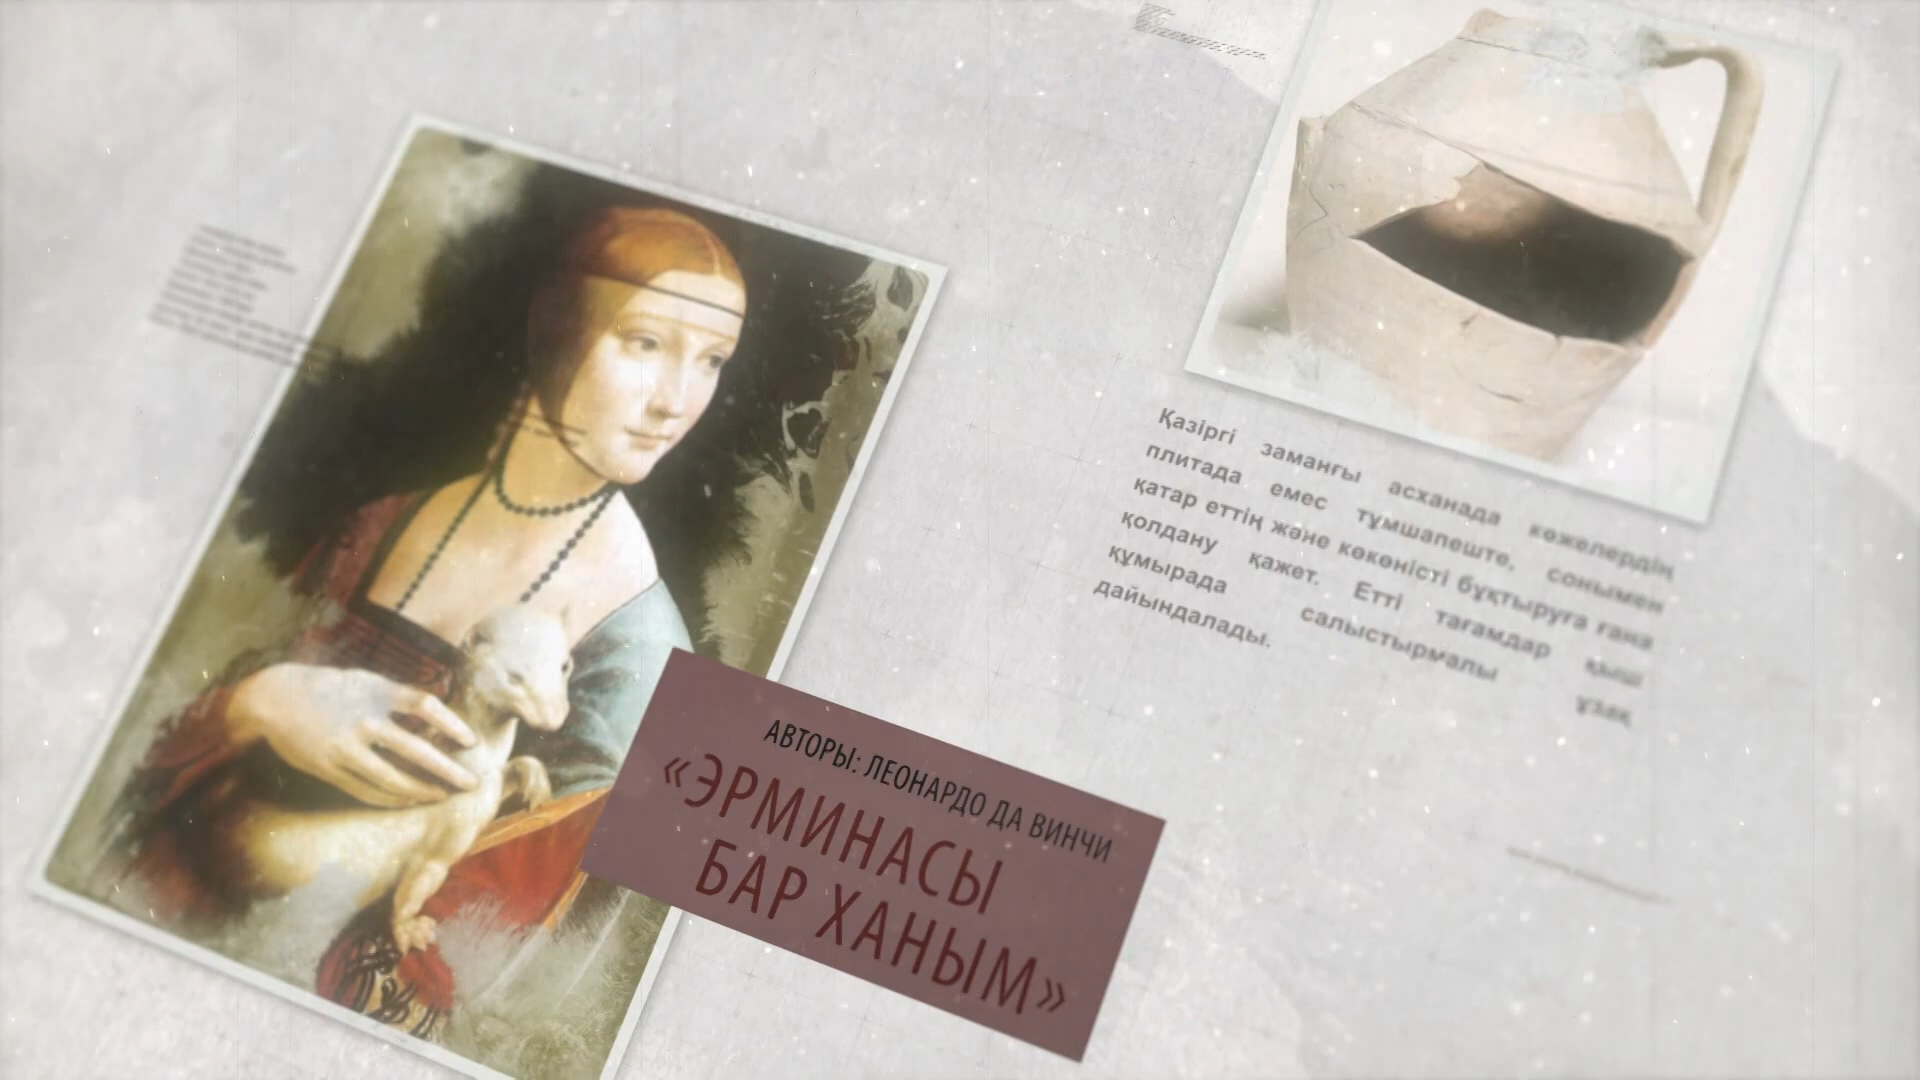 АВТОРЫ: ЛЕОНАРДО ДА ВИНЧИ
«ЭРМИНАСЫ
БАР ХАНЫМ»
Қазіргі заманғы асханада көжелердің
плитада емес тұмшапеште, сонымен
қатар еттің және көкөністі бұқтыруға ғана
қолдану қажет. Етті тағамдар қыш
құмырада салыстырмалы ұзақ
дайындалады.